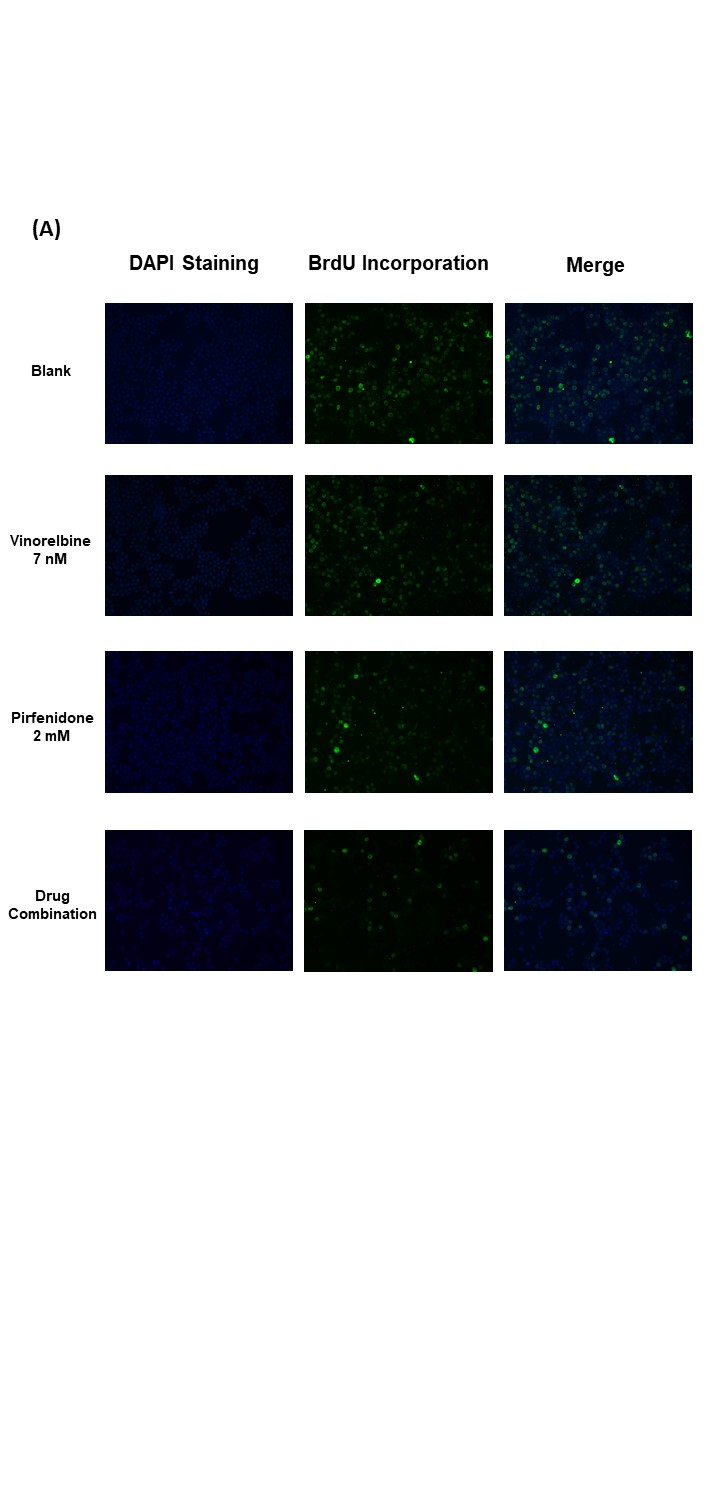 (A)
DAPI Staining BrdU Incorporation Merge
Blank
Vinorelbine
7 nM
Pirfenidone
2 mM
Drug
Combination